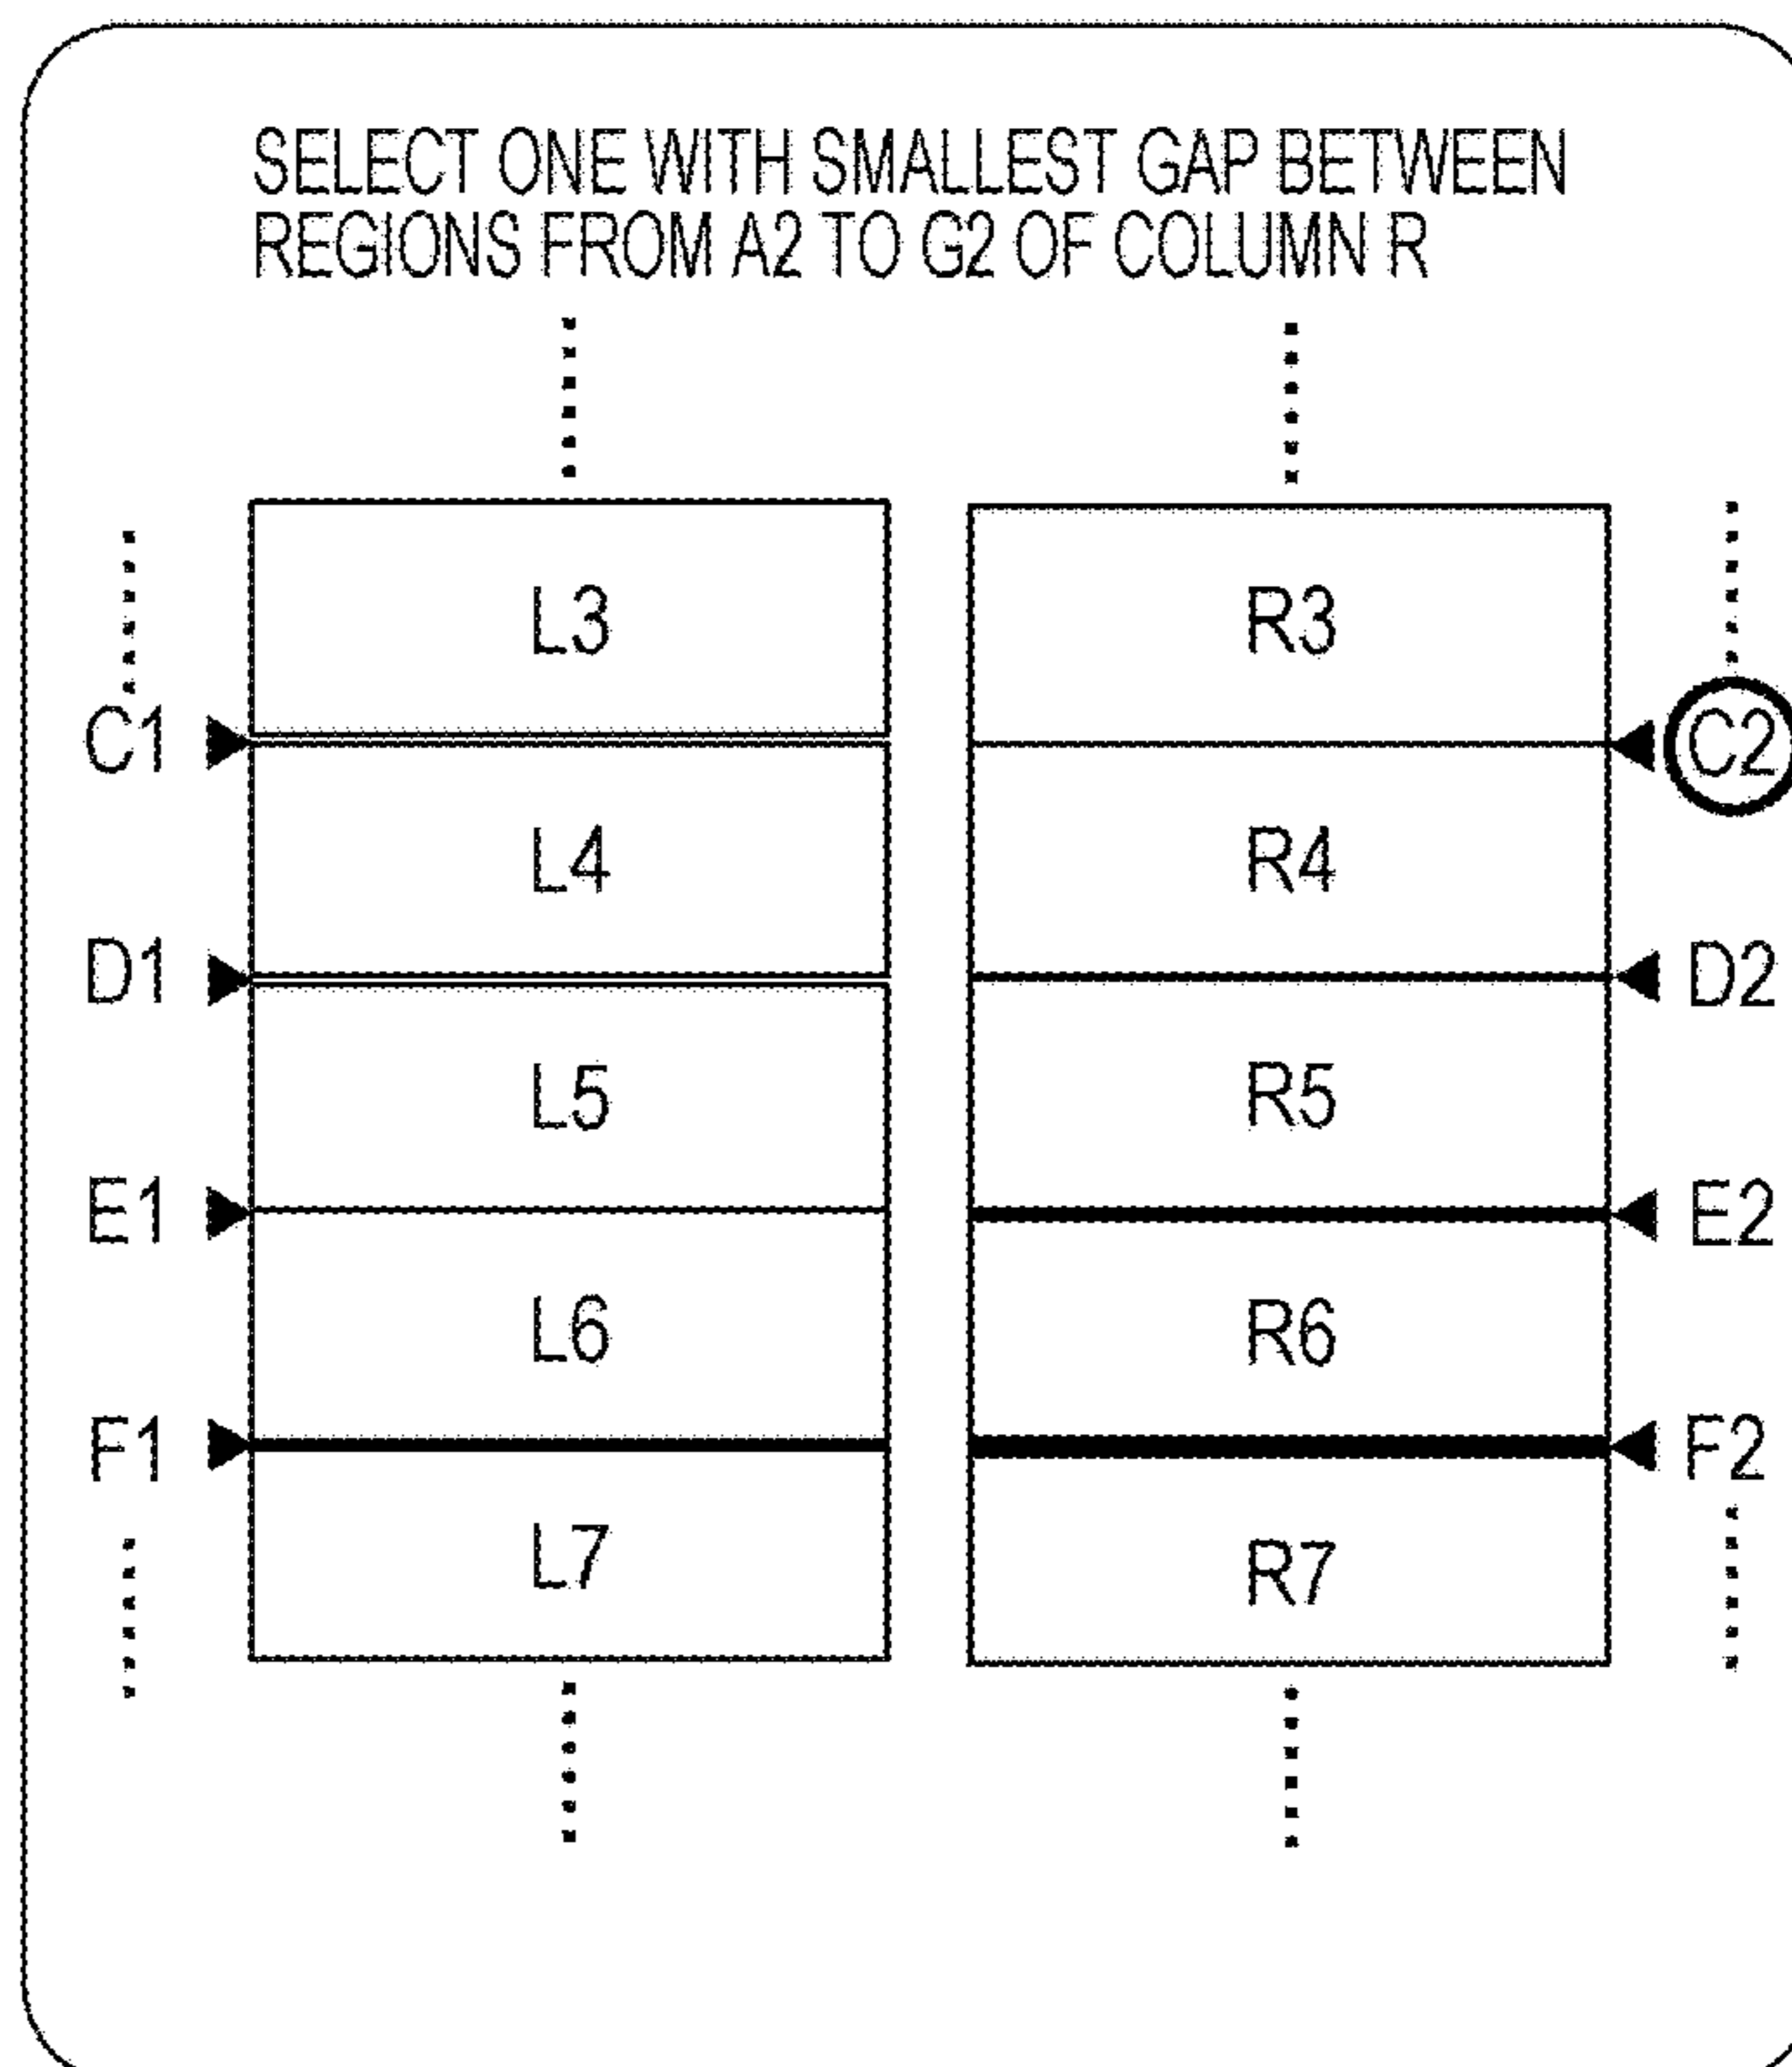 SELECT ONE WITH SMALLEST GAP BETWEEN
REGIONS FROM A2 TO G2 OF COLUMN R
L3 R3
C1 C2
L4 R4
D1 D2
L5 R5
E1 E2
L6 R6
F1 F2
L7 R7